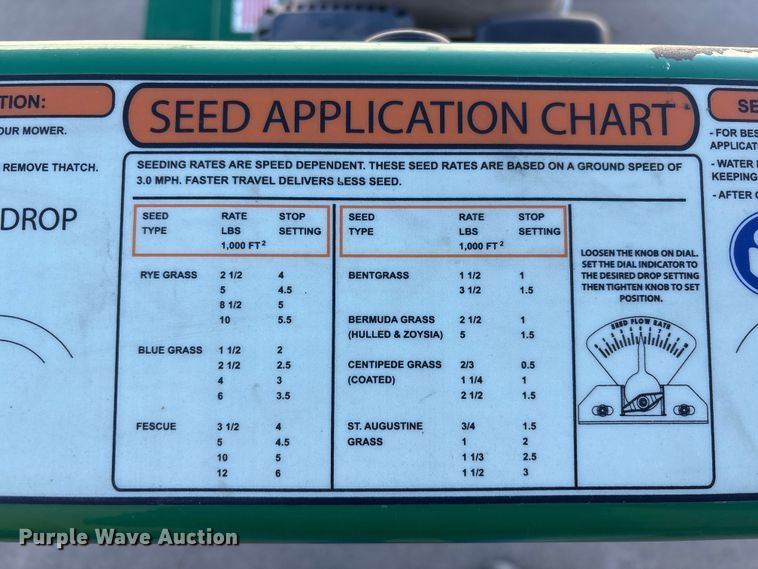 TION:
OUR MOWER.
REMOVE THATCH.
DROP
SEED APPLICATION CHART
SEEDING RATES ARE SPEED DEPENDENT. THESE SEED RATES ARE BASED ON A GROUND SPEED OF
3.0 MPH. FASTER TRAVEL DELIVERS LESS SEED.
SEED RATE STOP
TYPE LBS SETTING
1,000 FT²
RYE GRASS 2 1/2 4
5 4.5
8 1/2 5
10 5.5
BLUE GRASS 1 1/2 2
2 1/2 2.5
4 3
6 3.5
FESCUE 3 1/2 4
5 4.5
10 5
12 6
SEED RATE STOP
TYPE LBS SETTING
1,000 FT²
BENTGRASS 1 1/2 1
3 1/2 1.5
BERMUDA GRASS 2 1/2 1
(HULLED & ZOYSIA) 5 1.5
CENTIPEDE GRASS 2/3 0.5
(COATED) 1 1/4 1
2 1/2 1.5
ST. AUGUSTINE 3/4 1.5
GRASS 1 2
1 1/3 2.5
1 1/2 3
LOOSEN THE KNOB ON DIAL.
SET THE DIAL INDICATOR TO
THE DESIRED DROP SETTING
THEN TIGHTEN KNOB TO SET
POSITION.
SEED FLOW RATE
SE
- FOR BES
APPLICAT
- WATER
KEEPING
- AFTER
Purple Wave Auction